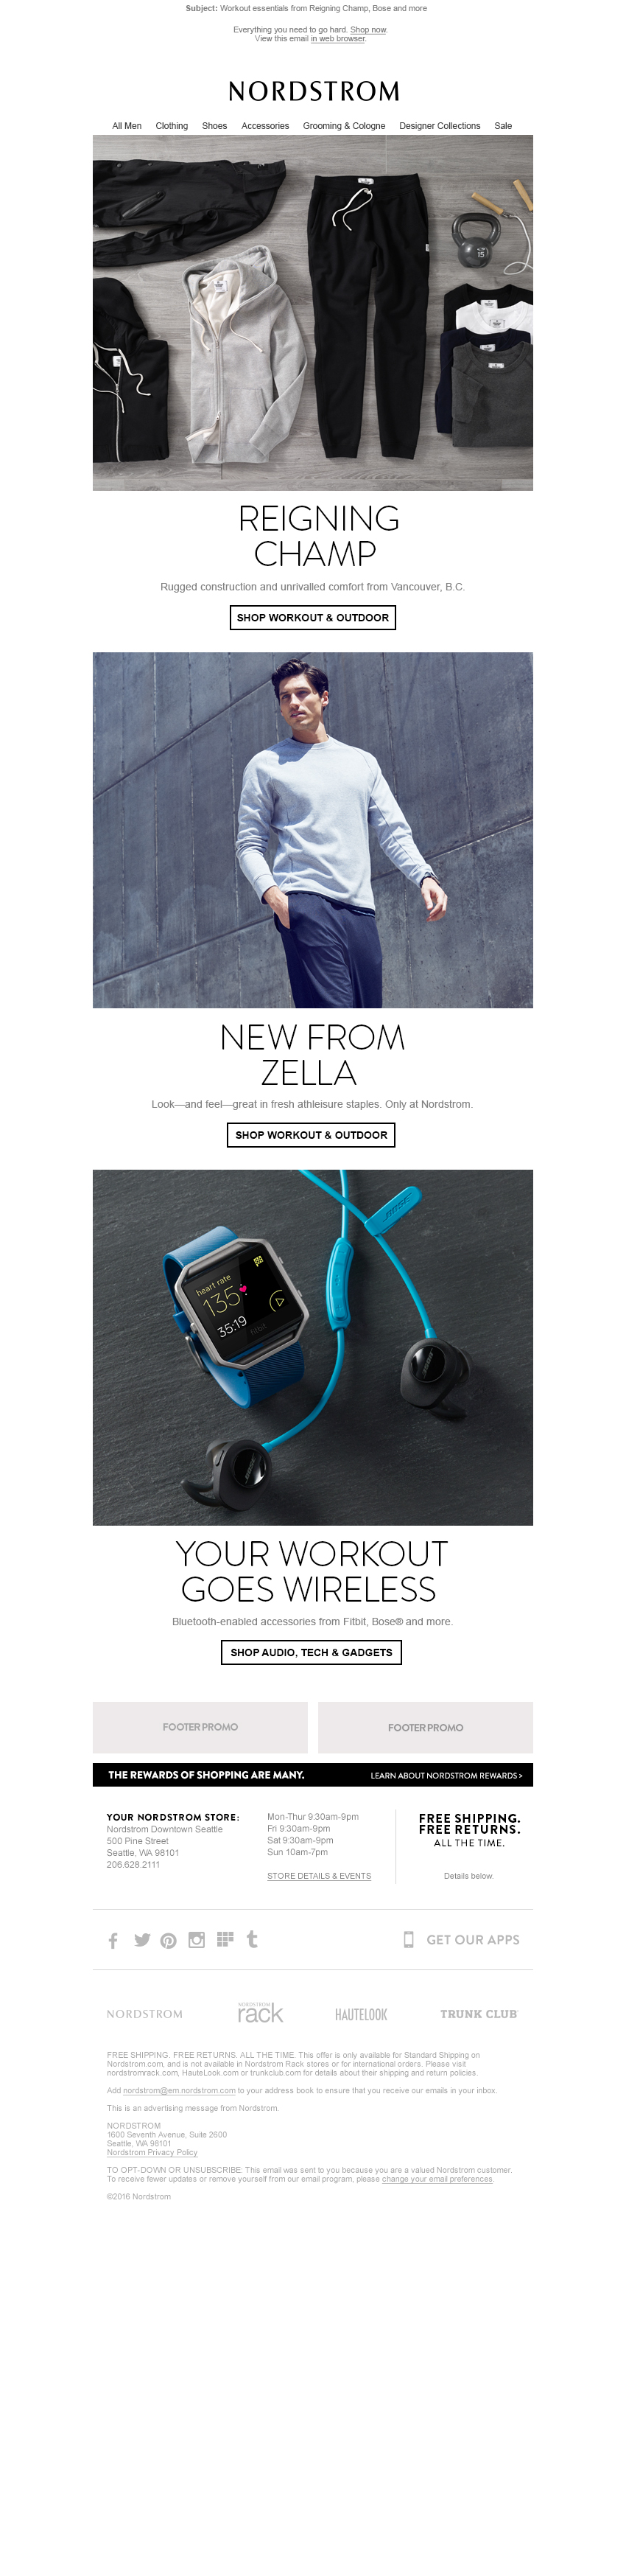 Subject: Workout essentials from Reigning Champ, Bose and more
Everything you need to go hard. Shop now.
View this email in web browser.
NORDSTROM
All Men Clothing Shoes Accessories Grooming & Cologne Designer Collections Sale
15
REIGNING
CHAMP
Rugged construction and unrivalled comfort from Vancouver, B.C.
SHOP WORKOUT & OUTDOOR
NEW FROM
ZELLA
Look—and feel—great in fresh athleisure staples. Only at Nordstrom.
SHOP WORKOUT & OUTDOOR
BOSE
heart rate
135
35:19
fitbit
BOSE
BOSE
YOUR WORKOUT
GOES WIRELESS
Bluetooth-enabled accessories from Fitbit, Bose® and more.
SHOP AUDIO, TECH & GADGETS
FOOTER PROMO FOOTER PROMO
THE REWARDS OF SHOPPING ARE MANY. LEARN ABOUT NORDSTROM REWARDS >
YOUR NORDSTROM STORE:
Nordstrom Downtown Seattle
500 Pine Street
Seattle, WA 98101
206.628.2111
Mon-Thur 9:30am-9pm
Fri 9:30am-9pm
Sat 9:30am-9pm
Sun 10am-7pm
STORE DETAILS & EVENTS
FREE SHIPPING.
FREE RETURNS.
ALL THE TIME.
Details below.
GET OUR APPS
NORDSTROM
NORDSTROM
rack
HAUTELOOK
TRUNK CLUB
FREE SHIPPING. FREE RETURNS. ALL THE TIME. This offer is only available for Standard Shipping on
Nordstrom.com, and is not available in Nordstrom Rack stores or for international orders. Please visit
nordstromrack.com, HauteLook.com or trunkclub.com for details about their shipping and return policies.
Add nordstrom@em.nordstrom.com to your address book to ensure that you receive our emails in your inbox.
This is an advertising message from Nordstrom.
NORDSTROM
1600 Seventh Avenue, Suite 2600
Seattle, WA 98101
Nordstrom Privacy Policy
TO OPT-DOWN OR UNSUBSCRIBE: This email was sent to you because you are a valued Nordstrom customer.
To receive fewer updates or remove yourself from our email program, please change your email preferences.
©2016 Nordstrom